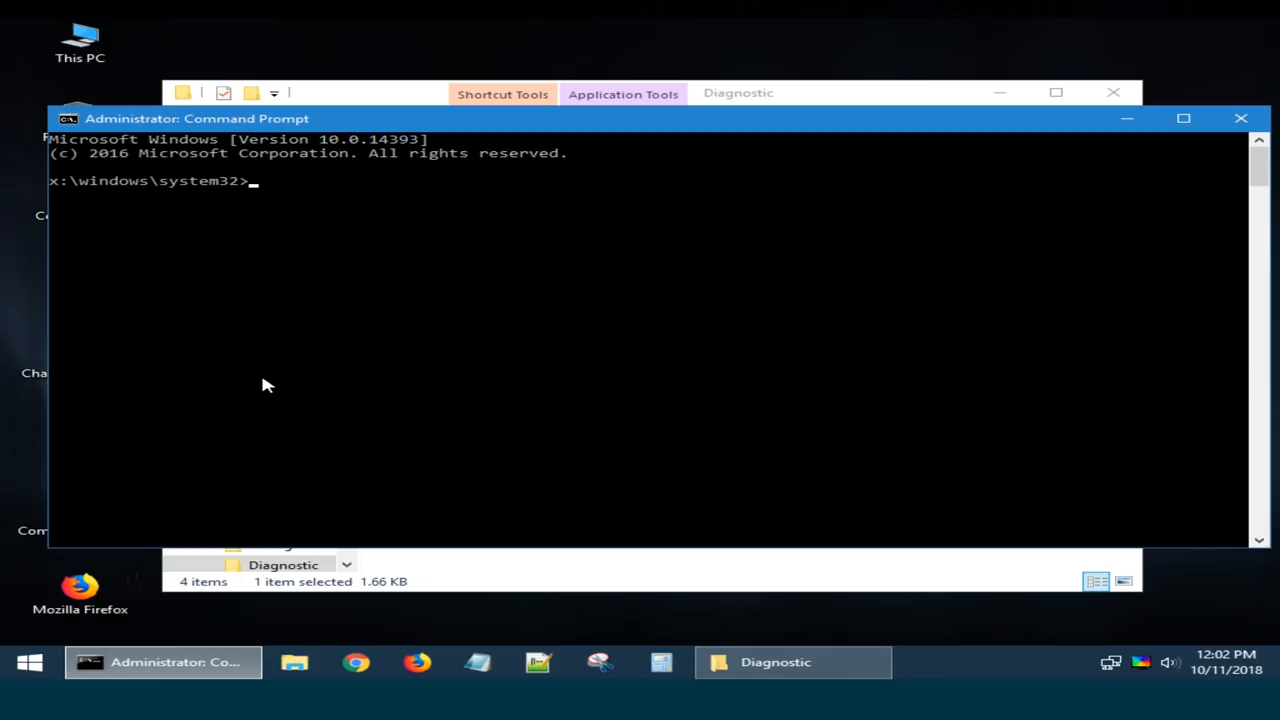 This PC
Shortcut Tools
Application Tools
Diagnostic
Administrator: Command Prompt
Microsoft Windows [Version 10.0.14393]
(c) 2016 Microsoft Corporation. All rights reserved.
x:\windows\system32>
Cha
Com
Diagnostic
4 items
1 item selected 1.66 KB
Mozilla Firefox
Administrator: Co...
Diagnostic
12:02 PM
10/11/2018